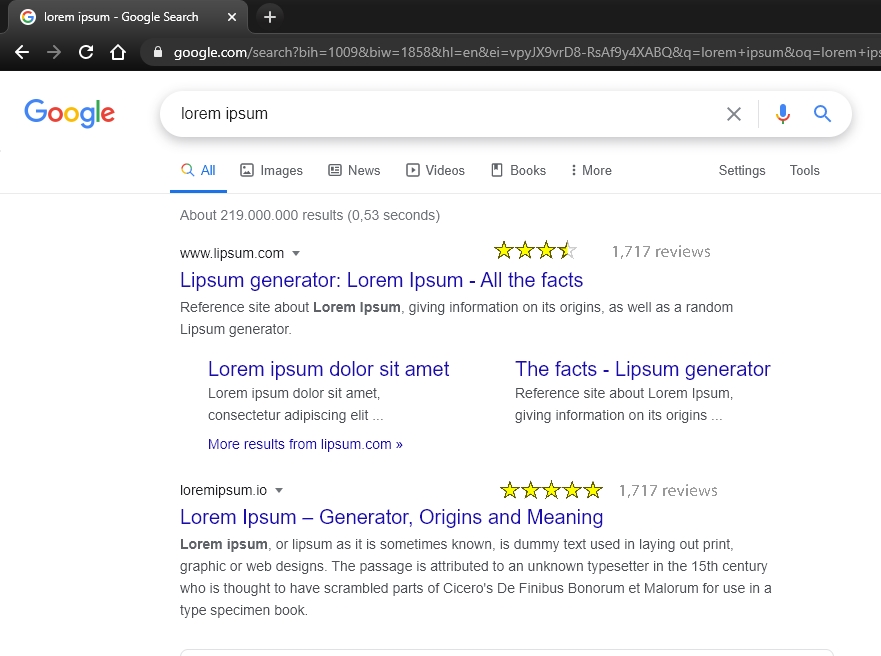 lorem ipsum - Google Search
google.com/search?bih=1009&biw=1858&hl=en&ei=vpyJX9vrD8-RsAf9y4XABQ&q=lorem+ipsum&oq=lorem+ips
Google
lorem ipsum
All Images News Videos Books More Settings Tools
About 219.000.000 results (0,53 seconds)
www.lipsum.com 1,717 reviews
Lipsum generator: Lorem Ipsum - All the facts
Reference site about Lorem Ipsum, giving information on its origins, as well as a random
Lipsum generator.
Lorem ipsum dolor sit amet
Lorem ipsum dolor sit amet,
consectetur adipiscing elit ...
The facts - Lipsum generator
Reference site about Lorem Ipsum,
giving information on its origins ...
More results from lipsum.com »
loremipsum.io 1,717 reviews
Lorem Ipsum – Generator, Origins and Meaning
Lorem ipsum, or lipsum as it is sometimes known, is dummy text used in laying out print,
graphic or web designs. The passage is attributed to an unknown typesetter in the 15th century
who is thought to have scrambled parts of Cicero's De Finibus Bonorum et Malorum for use in a
type specimen book.